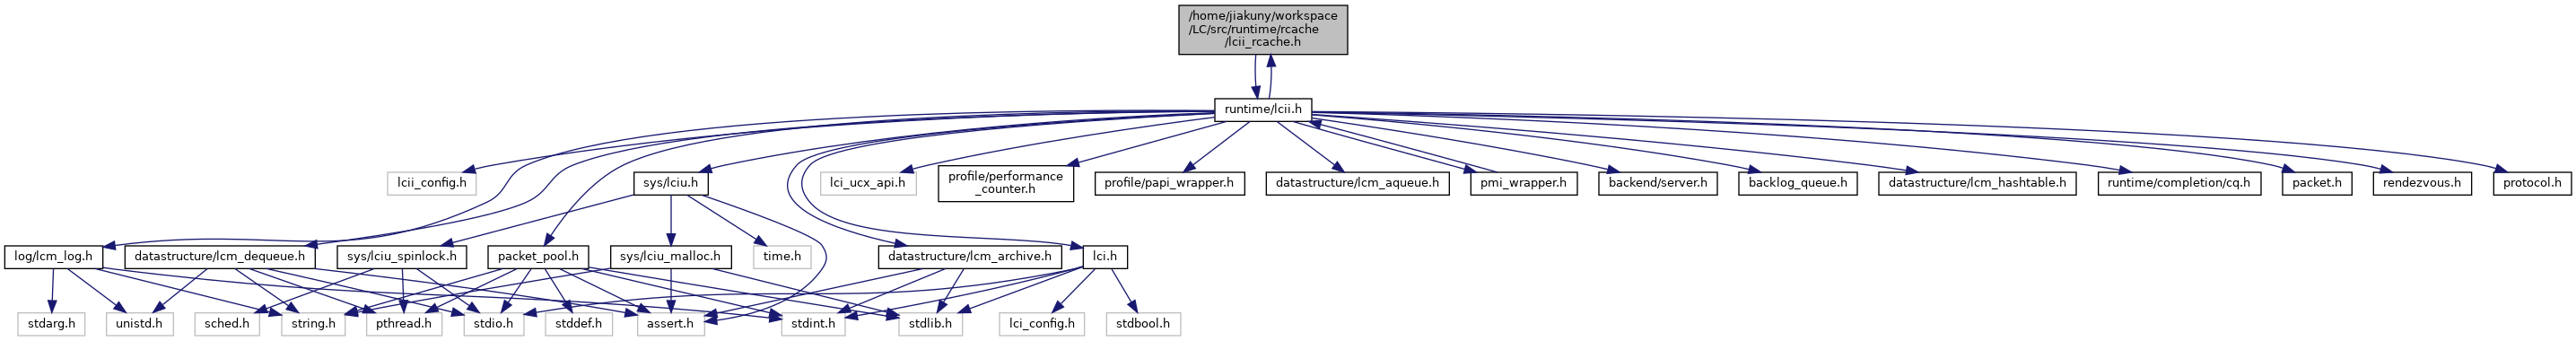 /home/jiakuny/workspace
/LC/src/runtime/rcache
/lcii_rcache.h
runtime/lcii.h
lcii_config.h
sys/lciu.h
lci_ucx_api.h
profile/performance
_counter.h
profile/papi_wrapper.h
datastructure/lcm_aqueue.h
pmi_wrapper.h
backend/server.h
backlog_queue.h
datastructure/lcm_hashtable.h
runtime/completion/cq.h
packet.h
rendezvous.h
protocol.h
log/lcm_log.h
datastructure/lcm_dequeue.h
sys/lciu_spinlock.h
packet_pool.h
sys/lciu_malloc.h
time.h
datastructure/lcm_archive.h
lci.h
stdarg.h
unistd.h
sched.h
string.h
pthread.h
stdio.h
stddef.h
assert.h
stdint.h
stdlib.h
lci_config.h
stdbool.h